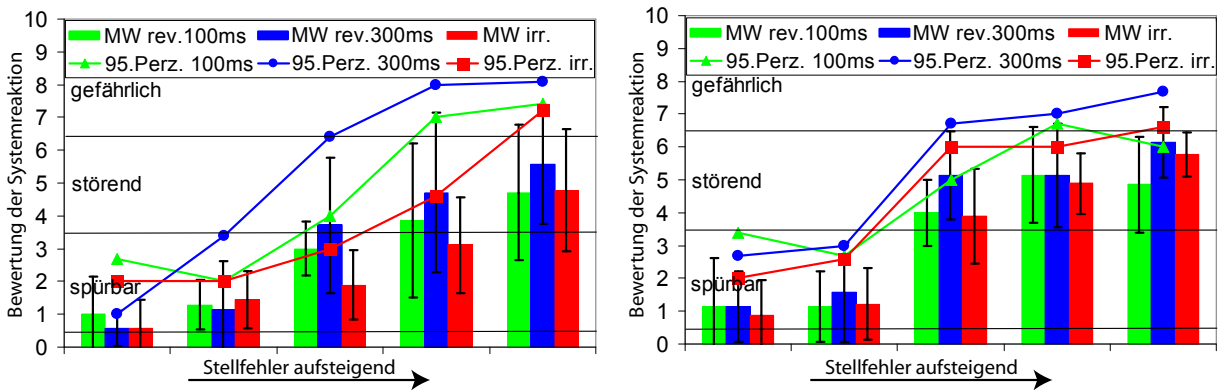 10
9
8
7
6
5
4
3
2
1
0
Bewertung der Systemreaktion
MW rev.100ms MW rev.300ms MW irr.
95.Perz. 100ms 95.Perz. 300ms 95.Perz. irr.
gefährlich
störend
spürbar
Stellfehler aufsteigend
10
9
8
7
6
5
4
3
2
1
0
Bewertung der Systemreaktion
MW rev.100ms MW rev.300ms MW irr.
95.Perz. 100ms 95.Perz. 300ms 95.Perz. irr.
gefährlich
störend
spürbar
Stellfehler aufsteigend